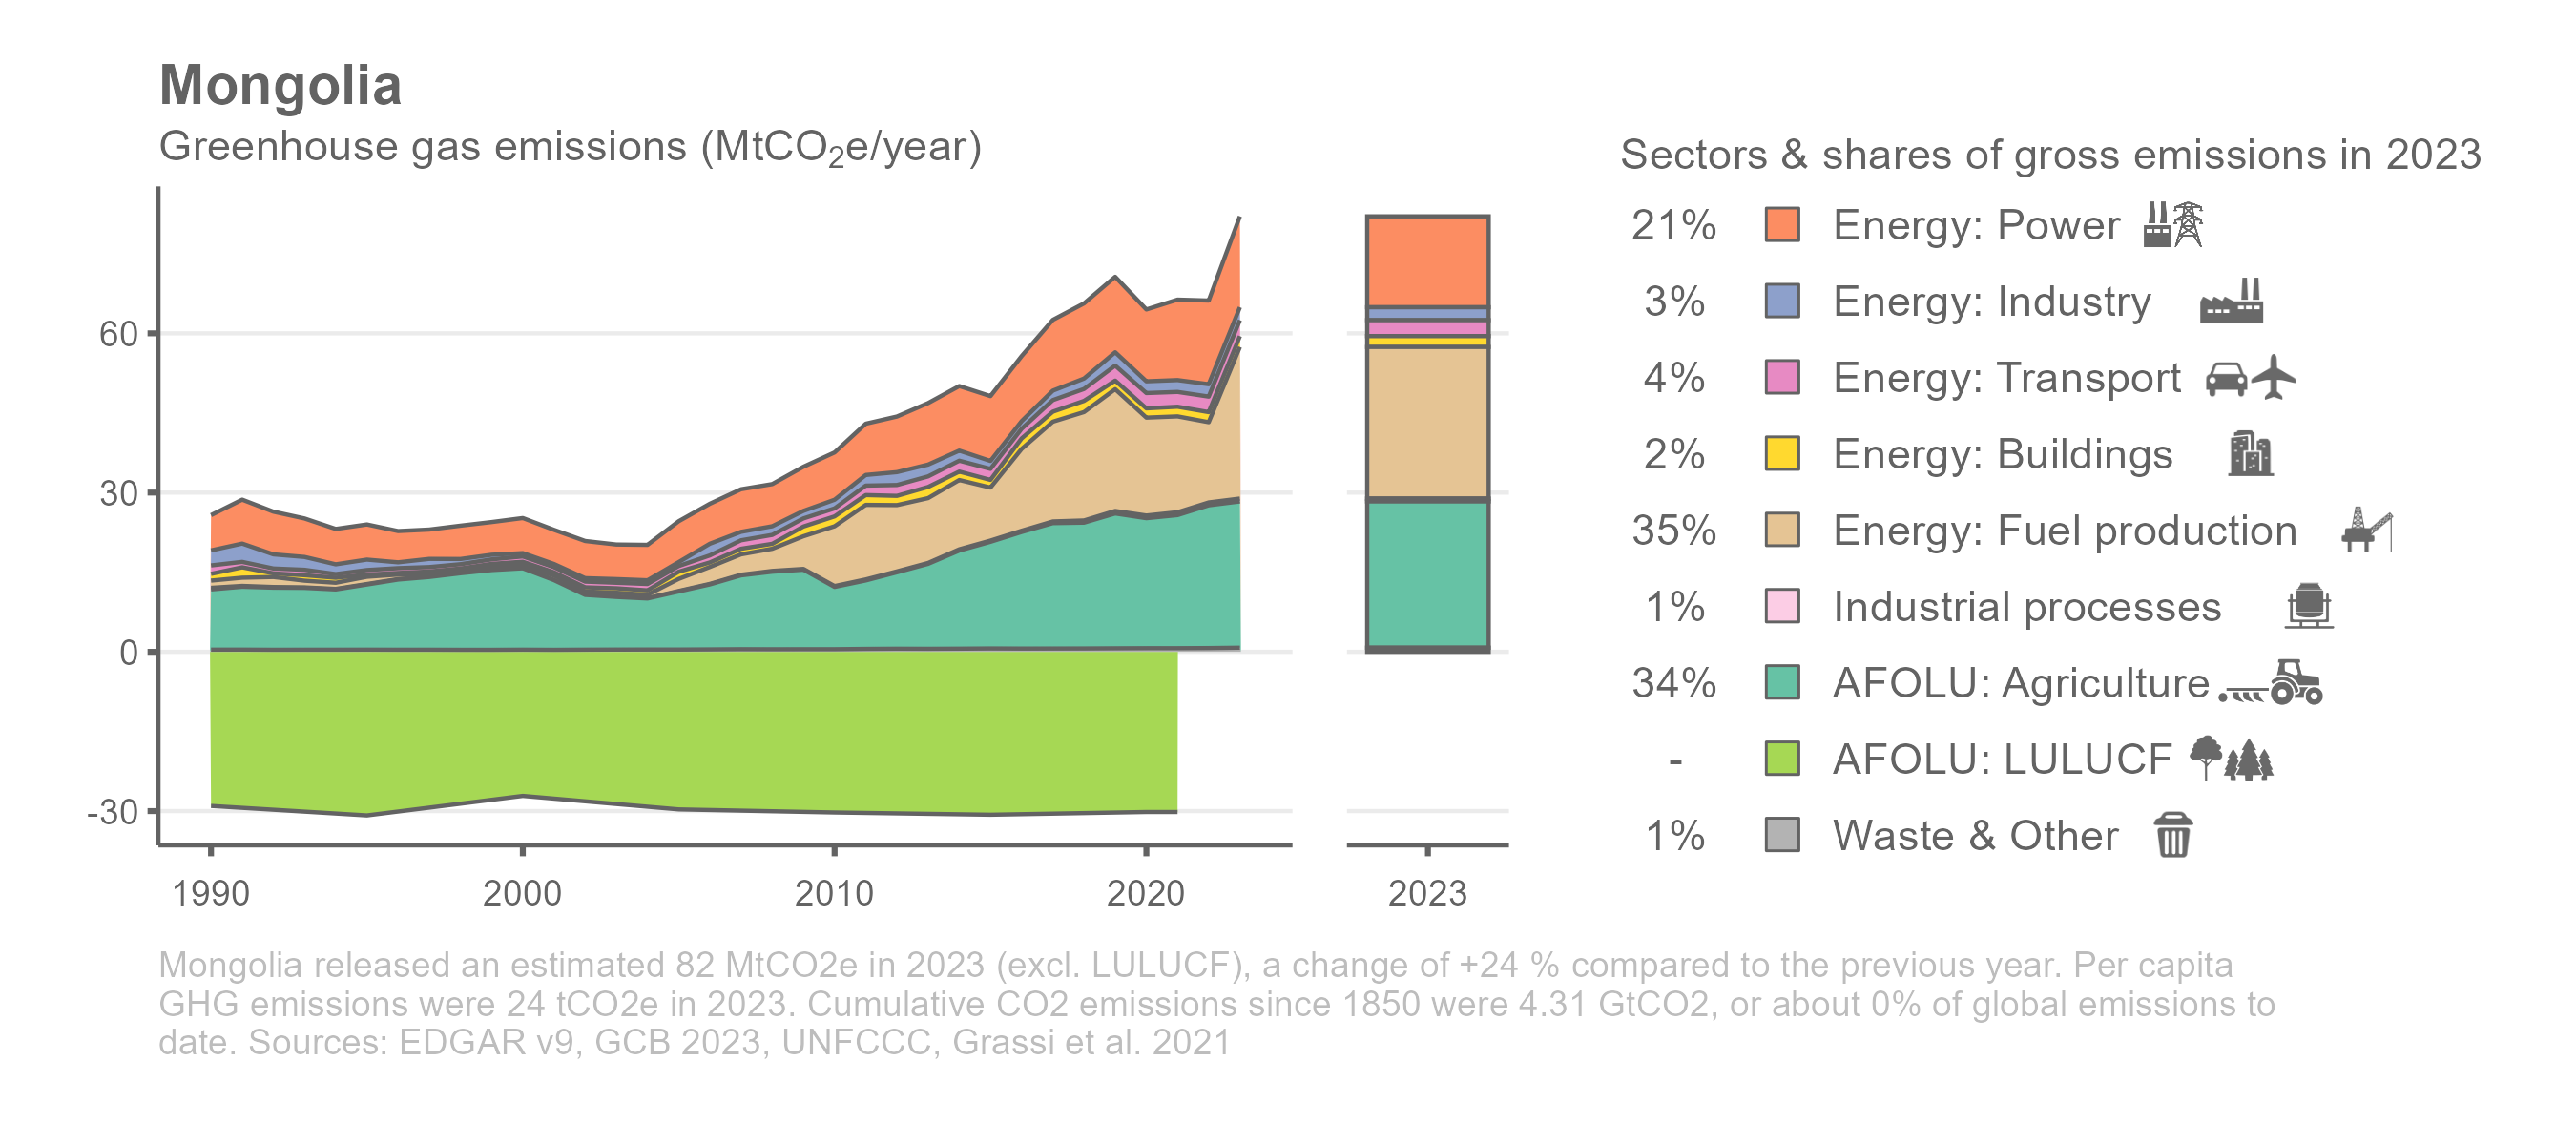 Mongolia
Greenhouse gas emissions (MtCO₂e/year)
60
30
0
-30
1990 2000 2010 2020 2023
Sectors & shares of gross emissions in 2023
21% Energy: Power
3% Energy: Industry
4% Energy: Transport
2% Energy: Buildings
35% Energy: Fuel production
1% Industrial processes
34% AFOLU: Agriculture
- AFOLU: LULUCF
1% Waste & Other
Mongolia released an estimated 82 MtCO2e in 2023 (excl. LULUCF), a change of +24 % compared to the previous year. Per capita
GHG emissions were 24 tCO2e in 2023. Cumulative CO2 emissions since 1850 were 4.31 GtCO2, or about 0% of global emissions to
date. Sources: EDGAR v9, GCB 2023, UNFCCC, Grassi et al. 2021